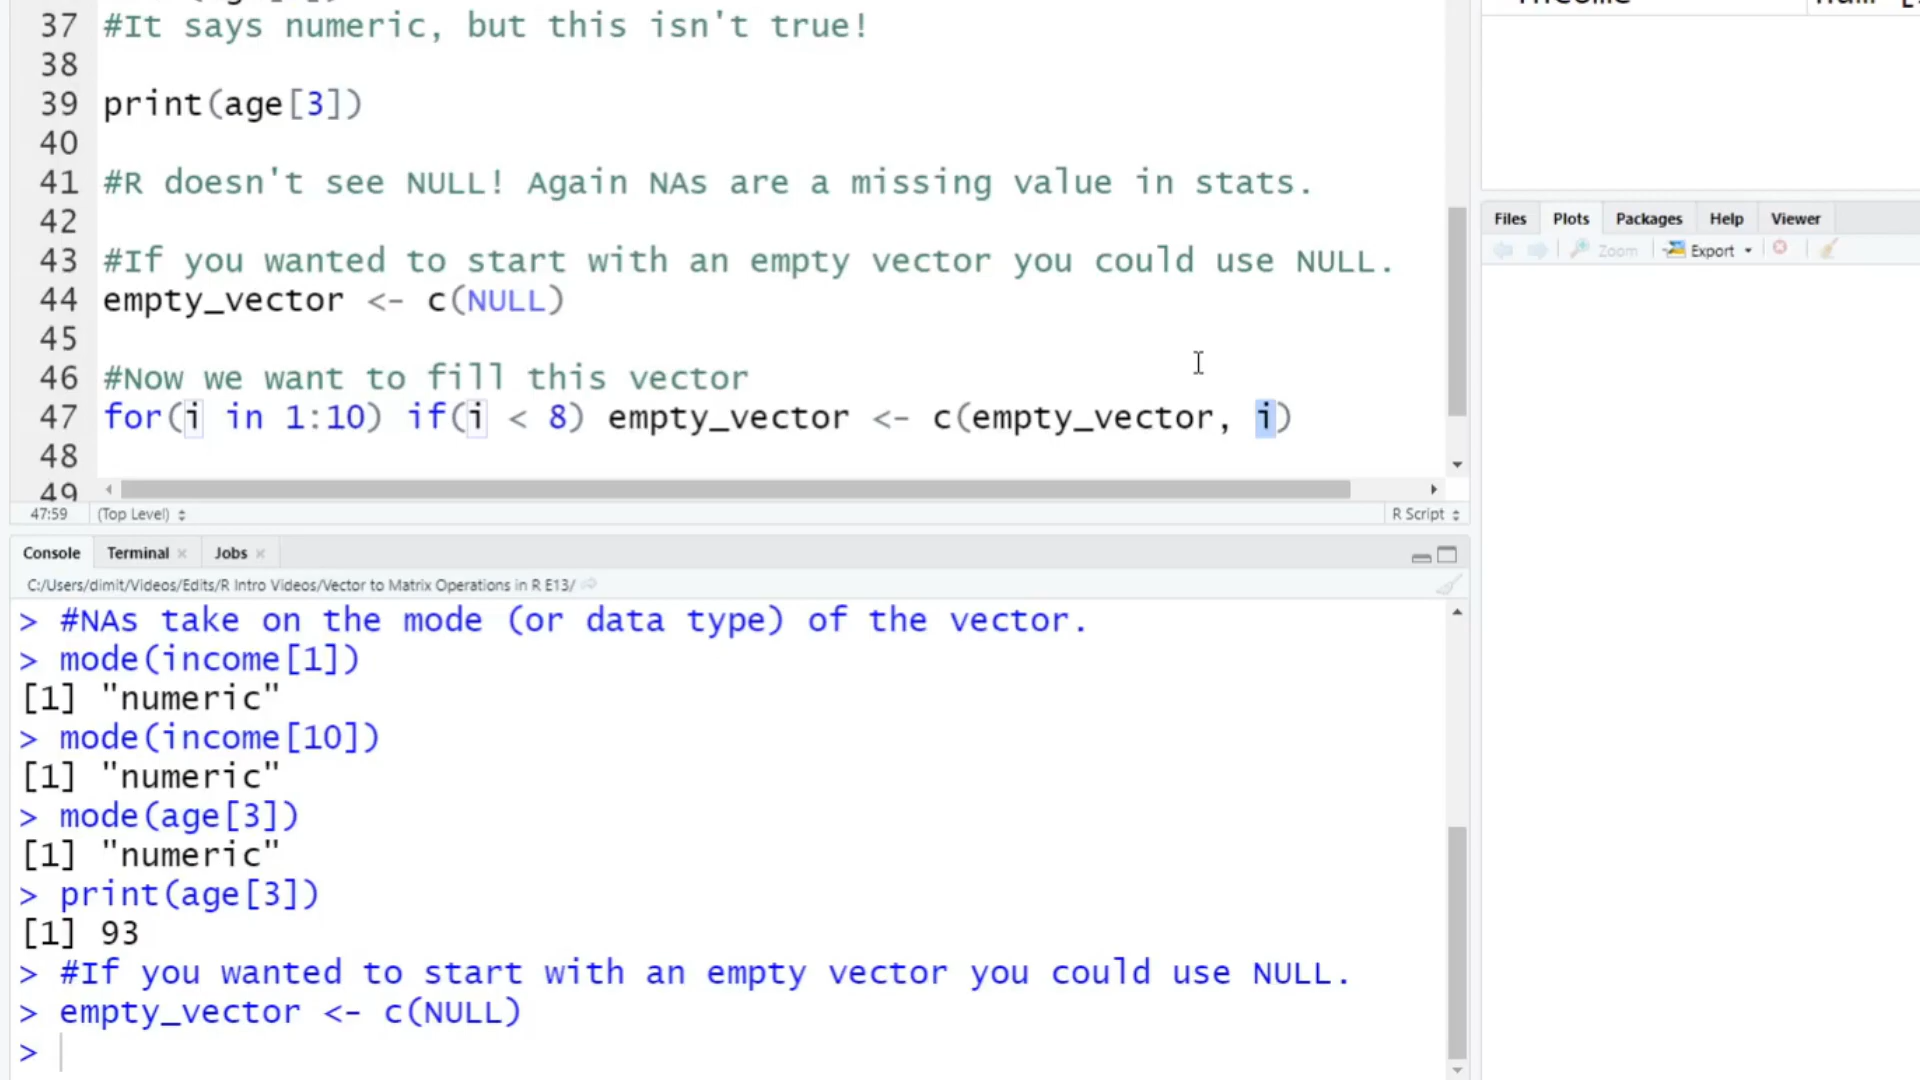 37 #It says numeric, but this isn't true!
38
39 print(age[3])
40
41 #R doesn't see NULL! Again NAs are a missing value in stats.
42
43 #If you wanted to start with an empty vector you could use NULL.
44 empty_vector <- c(NULL)
45
46 #Now we want to fill this vector
47 for(i in 1:10) if(i < 8) empty_vector <- c(empty_vector, i)
48
49
47:59 (Top Level) R Script
Console Terminal Jobs
C:/Users/dimit/Videos/Edits/R Intro Videos/Vector to Matrix Operations in R E13/
> #NAs take on the mode (or data type) of the vector.
> mode(income[1])
[1] "numeric"
> mode(income[10])
[1] "numeric"
> mode(age[3])
[1] "numeric"
> print(age[3])
[1] 93
> #If you wanted to start with an empty vector you could use NULL.
> empty_vector <- c(NULL)
>
Files Plots Packages Help Viewer
Zoom Export